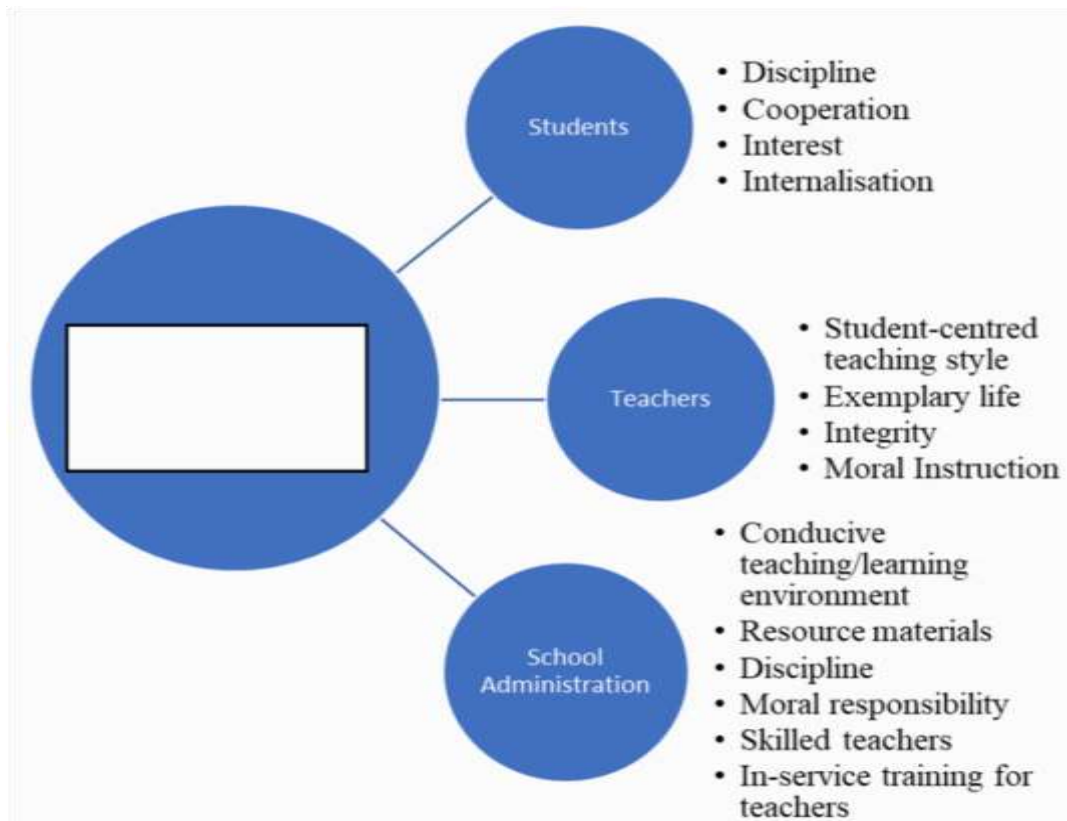 Students
• Discipline
• Cooperation
• Interest
• Internalisation
Teachers
• Student-centred
teaching style
• Exemplary life
• Integrity
• Moral Instruction
School
Administration
• Conducive
teaching/learning
environment
• Resource materials
• Discipline
• Moral responsibility
• Skilled teachers
• In-service training for
teachers